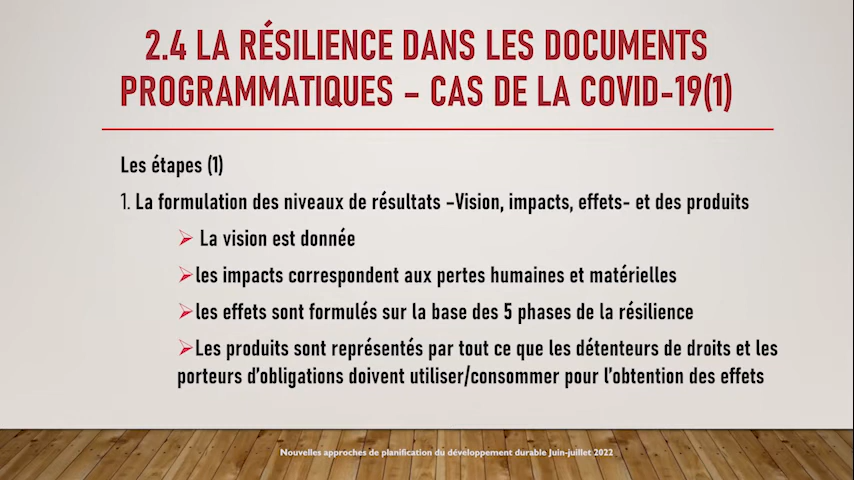 2.4 LA RÉSILIENCE DANS LES DOCUMENTS
PROGRAMMATIQUES – CAS DE LA COVID-19(1)
Les étapes (1)
1. La formulation des niveaux de résultats –Vision, impacts, effets- et des produits
La vision est donnée
les impacts correspondent aux pertes humaines et matérielles
les effets sont formulés sur la base des 5 phases de la résilience
Les produits sont représentés par tout ce que les détenteurs de droits et les
porteurs d'obligations doivent utiliser/consommer pour l'obtention des effets
Nouvelles approches de planification du développement durable Juin-juillet 2022